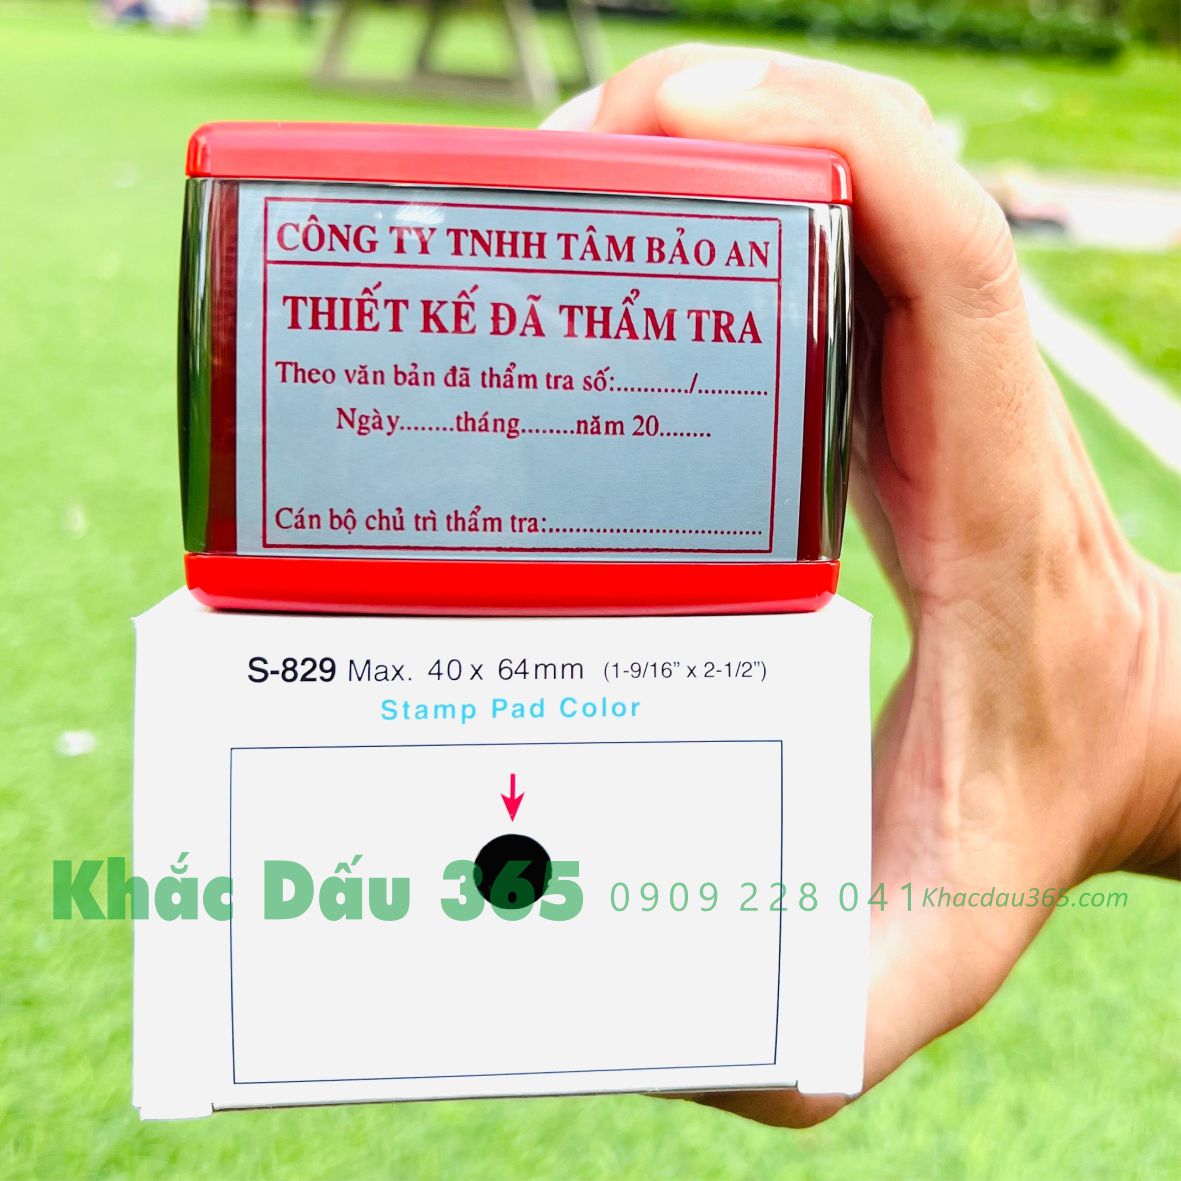 CÔNG TY TNHH TÂM BẢO AN
THIẾT KẾ ĐÃ THẨM TRA
Theo văn bản đã thẩm tra số:.........../...........
Ngày........tháng........năm 20........
Cán bộ chủ trì thẩm tra:................................
S-829 Max. 40 x 64mm (1-9/16” x 2-1/2”)
Stamp Pad Color
Khắc Dấu 365 0909 228 041 Khacdau365.com